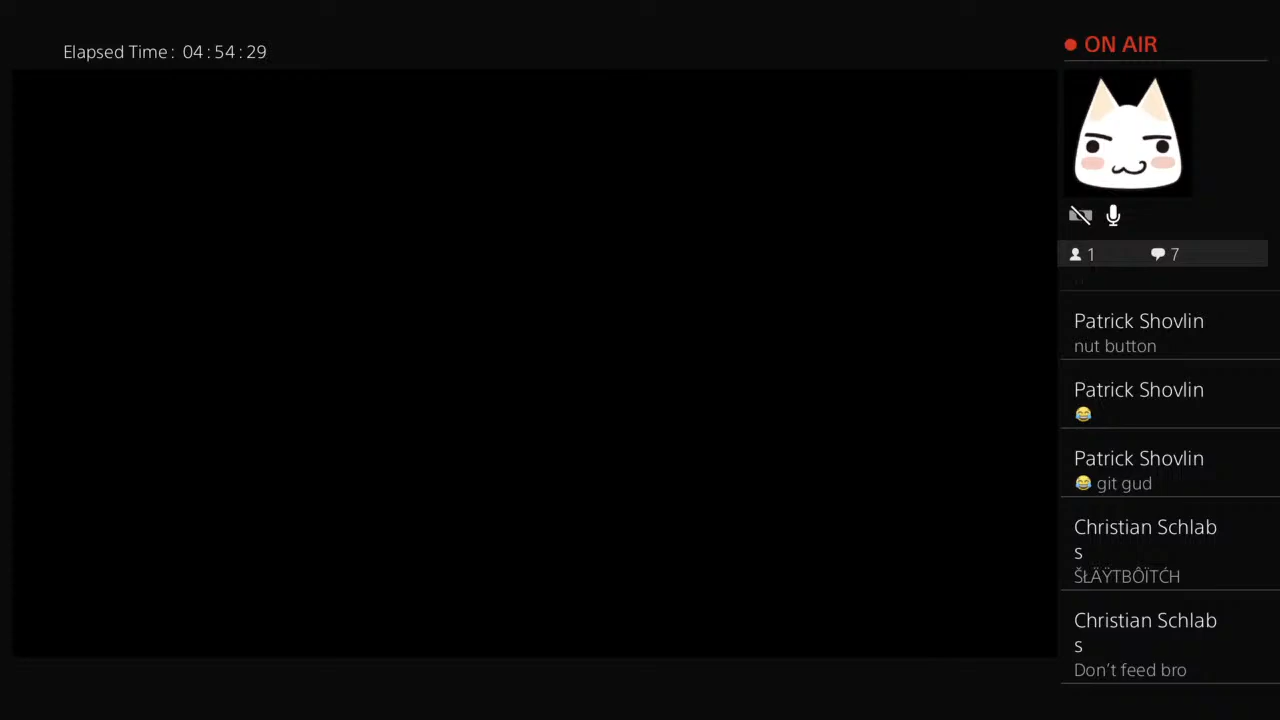 Elapsed Time: 04:54:29
ON AIR
1 7
Patrick Shovlin
nut button
Patrick Shovlin
😂
Patrick Shovlin
😂 git gud
Christian Schlab
s
ŠŁÄŸTBÔÏTĆH
Christian Schlab
s
Don't feed bro